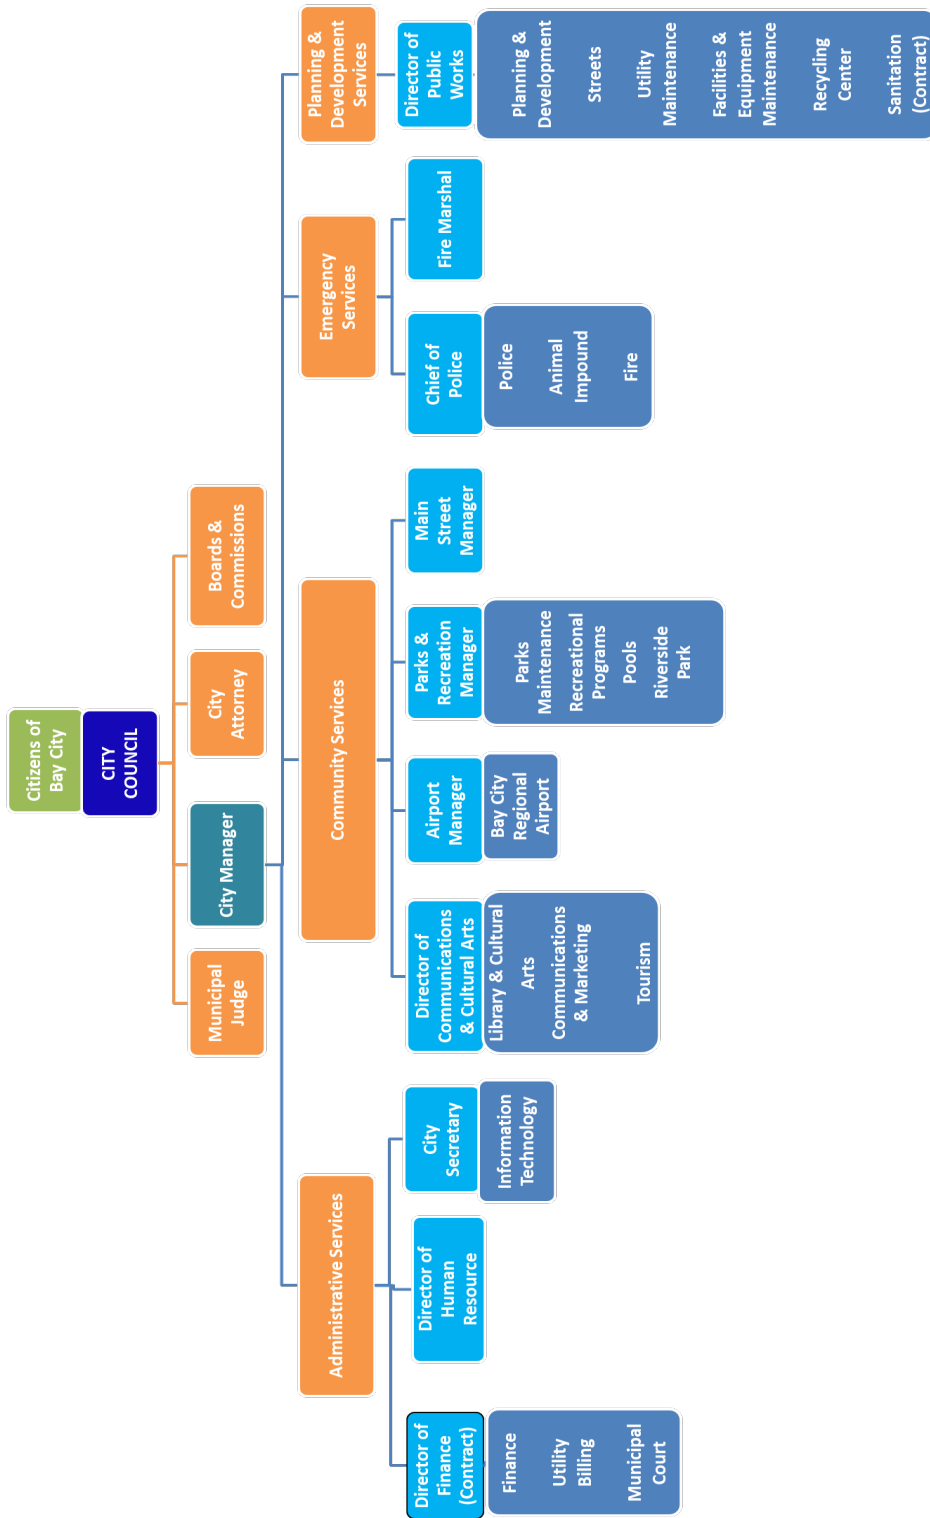 Citizens of
Bay City
CITY
COUNCIL
Municipal
Judge
City Manager
City
Attorney
Boards &
Commissions
Administrative Services
Community Services
Emergency
Services
Planning &
Development
Services
Director of
Finance
(Contract)
Finance
Utility
Billing
Municipal
Court
Director of
Human
Resource
City
Secretary
Information
Technology
Director of
Communications
& Cultural Arts
Library & Cultural
Arts
Communications
& Marketing
Tourism
Airport
Manager
Bay City
Regional
Airport
Parks &
Recreation
Manager
Parks
Maintenance
Recreational
Programs
Pools
Riverside
Park
Main
Street
Manager
Chief of
Police
Police
Animal
Impound
Fire
Fire Marshal
Director of
Public
Works
Planning &
Development
Streets
Utility
Maintenance
Facilities &
Equipment
Maintenance
Recycling
Center
Sanitation
(Contract)